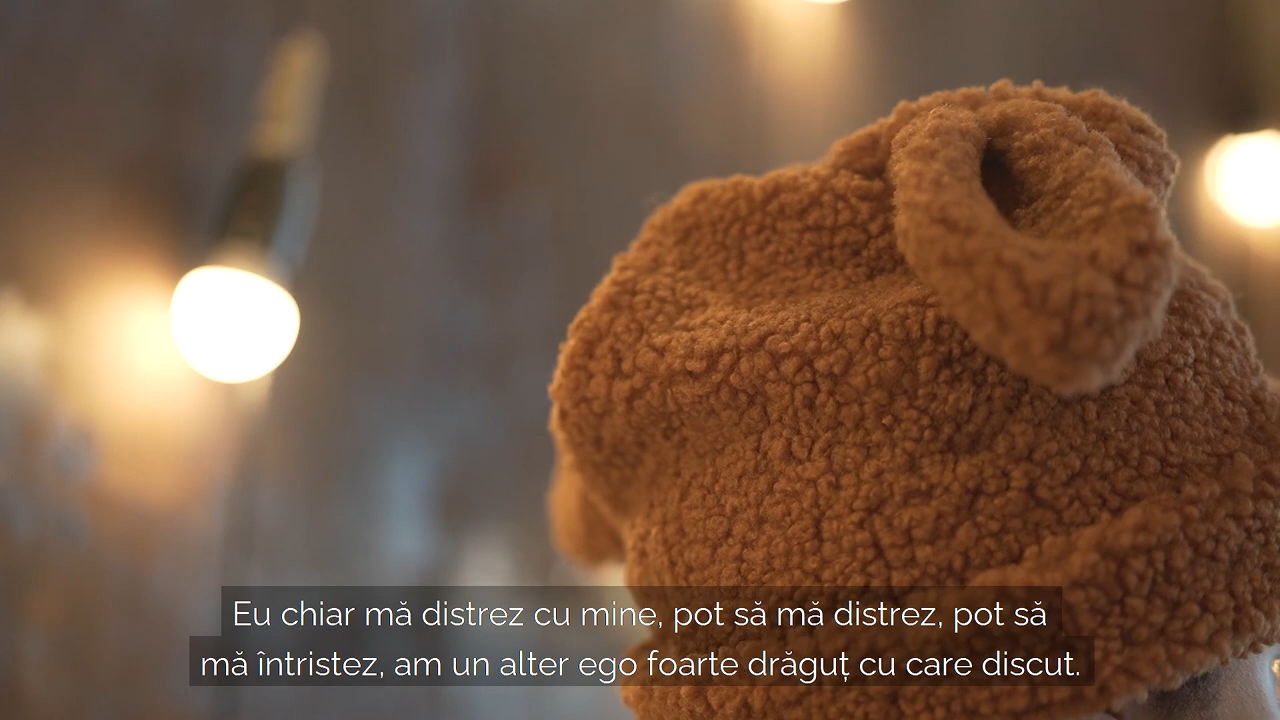 Eu chiar mă distrez cu mine, pot să mă distrez, pot să
mă întristez, am un alter ego foarte drăguț cu care discut.